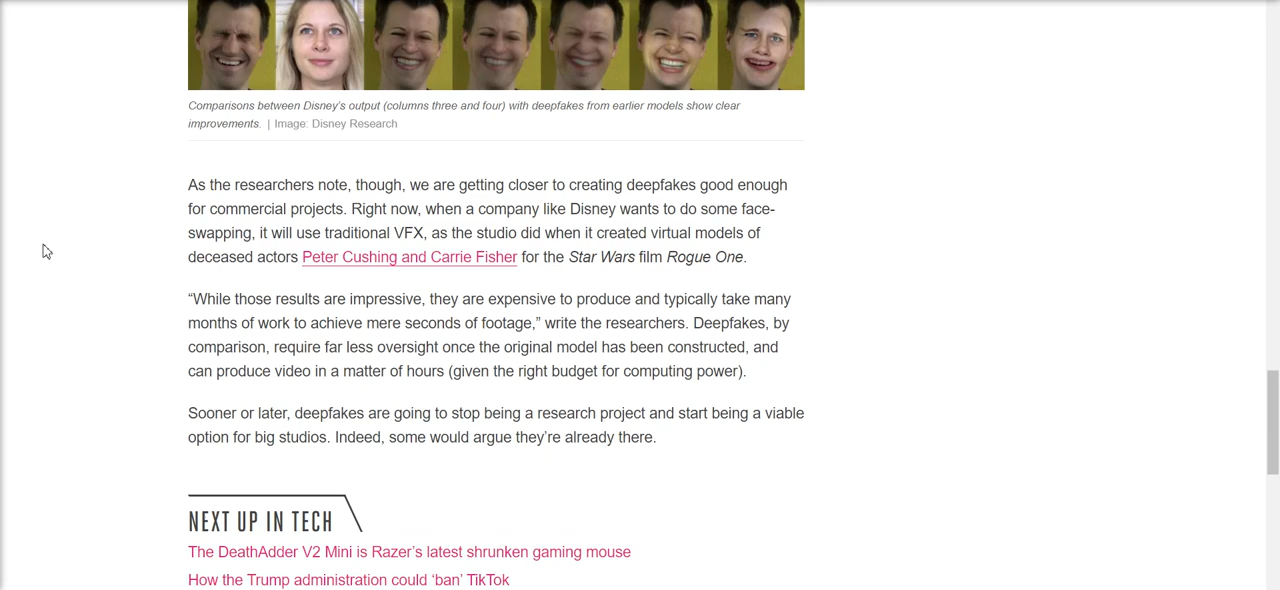 Comparisons between Disney’s output (columns three and four) with deepfakes from earlier models show clear
improvements. | Image: Disney Research
As the researchers note, though, we are getting closer to creating deepfakes good enough
for commercial projects. Right now, when a company like Disney wants to do some face-
swapping, it will use traditional VFX, as the studio did when it created virtual models of
deceased actors Peter Cushing and Carrie Fisher for the Star Wars film Rogue One.
“While those results are impressive, they are expensive to produce and typically take many
months of work to achieve mere seconds of footage,” write the researchers. Deepfakes, by
comparison, require far less oversight once the original model has been constructed, and
can produce video in a matter of hours (given the right budget for computing power).
Sooner or later, deepfakes are going to stop being a research project and start being a viable
option for big studios. Indeed, some would argue they’re already there.
NEXT UP IN TECH
The DeathAdder V2 Mini is Razer’s latest shrunken gaming mouse
How the Trump administration could ‘ban’ TikTok